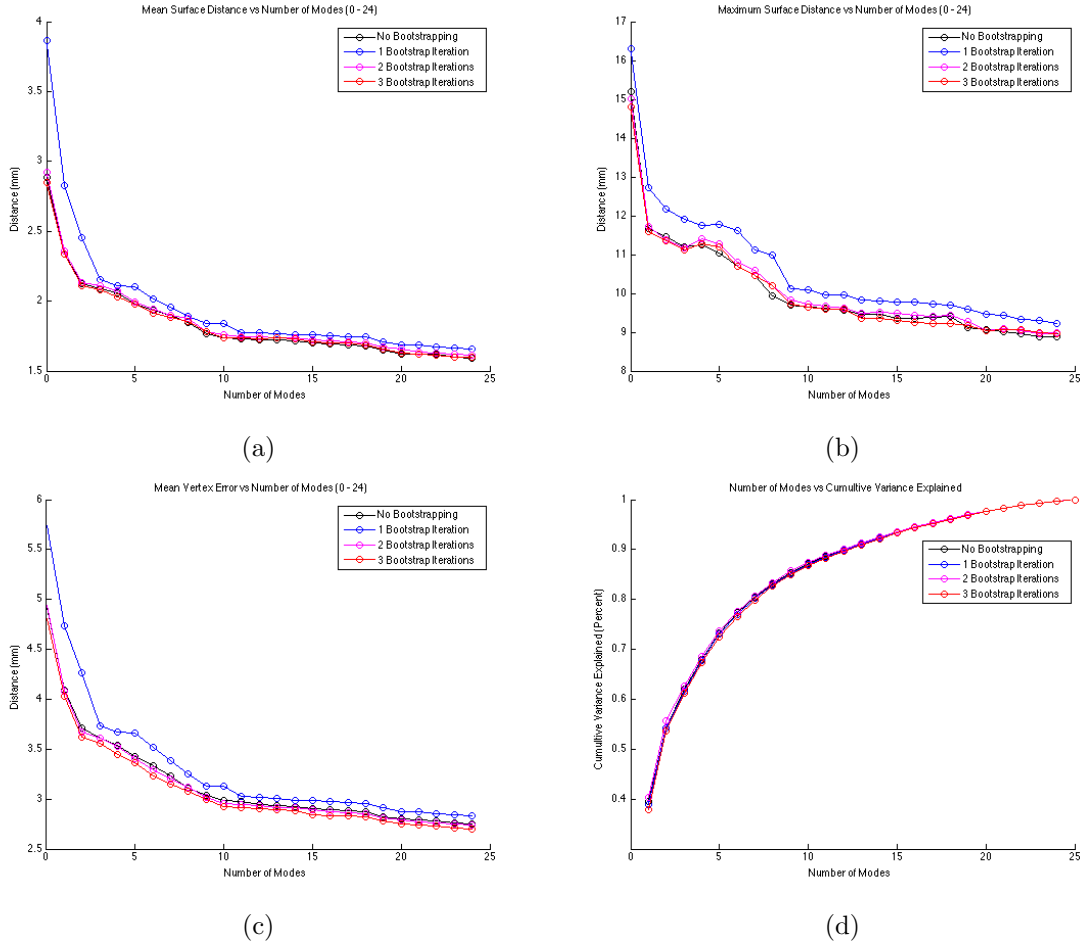 Mean Surface Distance vs Number of Modes (0 - 24)
4
3.5
3
2.5
2
1.5
Distance (mm)
No Bootstrapping
1 Bootstrap Iteration
2 Bootstrap Iterations
3 Bootstrap Iterations
0 5 10 15 20 25
Number of Modes
(a)
Maximum Surface Distance vs Number of Modes (0 - 24)
17
16
15
14
13
12
11
10
9
8
Distance (mm)
No Bootstrapping
1 Bootstrap Iteration
2 Bootstrap Iterations
3 Bootstrap Iterations
0 5 10 15 20 25
Number of Modes
(b)
Mean Vertex Error vs Number of Modes (0 - 24)
6
5.5
5
4.5
4
3.5
3
2.5
Distance (mm)
No Bootstrapping
1 Bootstrap Iteration
2 Bootstrap Iterations
3 Bootstrap Iterations
0 5 10 15 20 25
Number of Modes
(c)
Number of Modes vs Cumultive Variance Explained
1
0.9
0.8
0.7
0.6
0.5
0.4
Cumultive Variance Explained (Percent)
No Bootstrapping
1 Bootstrap Iteration
2 Bootstrap Iterations
3 Bootstrap Iterations
0 5 10 15 20 25
Number of Modes
(d)